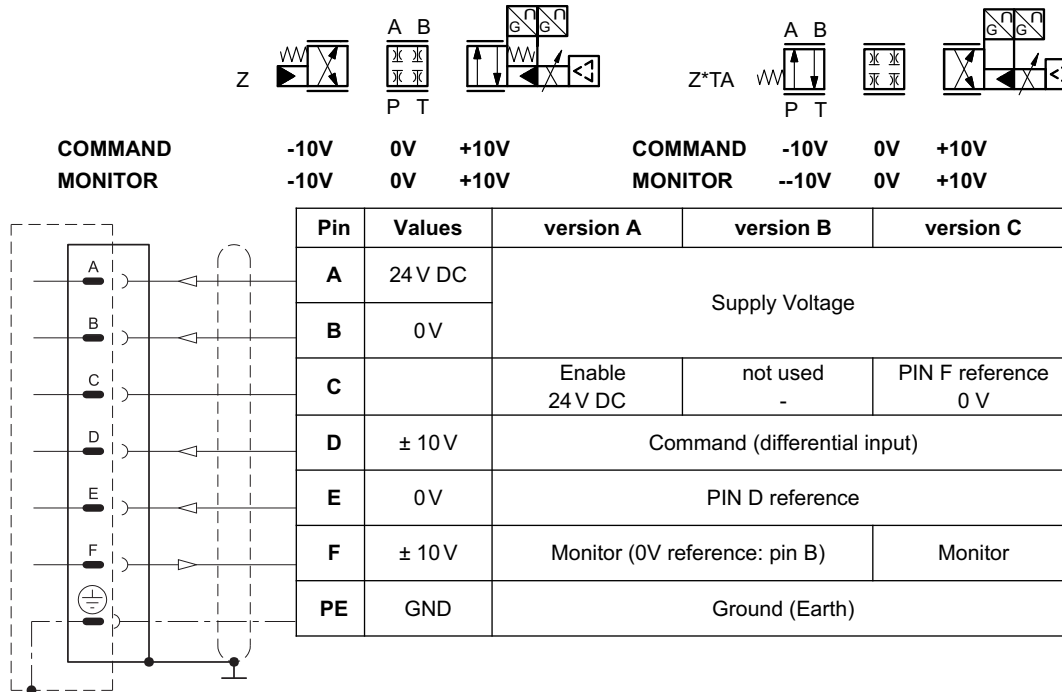 A B
G G
Z
P T
A B
G G
Z*TA
P T
COMMAND -10V 0V +10V
MONITOR -10V 0V +10V
COMMAND -10V 0V +10V
MONITOR --10V 0V +10V
Pin Values version A version B version C
A 24 V DC Supply Voltage
B 0 V
C Enable 24 V DC not used - PIN F reference 0 V
D ± 10 V Command (differential input)
E 0 V PIN D reference
F ± 10 V Monitor (0V reference: pin B) Monitor
PE GND Ground (Earth)
A
B
C
D
E
F